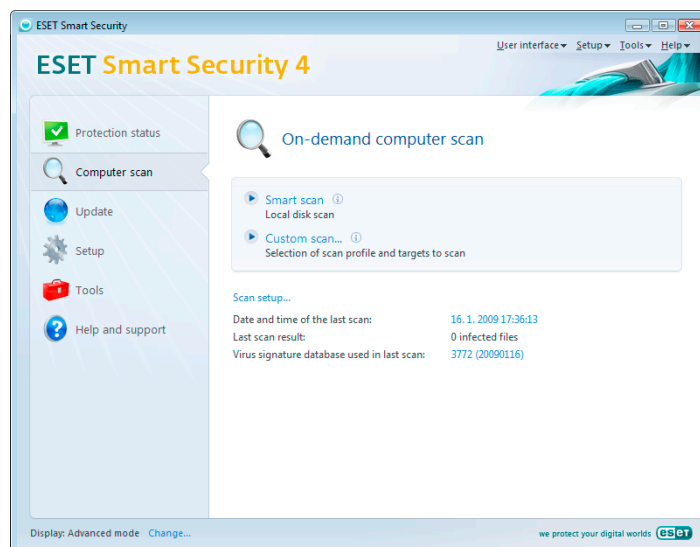 ESET Smart Security
User interface Setup Tools Help
ESET Smart Security 4
Protection status
Computer scan
Update
Setup
Tools
Help and support
On-demand computer scan
Smart scan
Local disk scan
Custom scan...
Selection of scan profile and targets to scan
Scan setup...
Date and time of the last scan: 16. 1. 2009 17:36:13
Last scan result: 0 infected files
Virus signature database used in last scan: 3772 (20090116)
Display: Advanced mode Change...
we protect your digital worlds eset